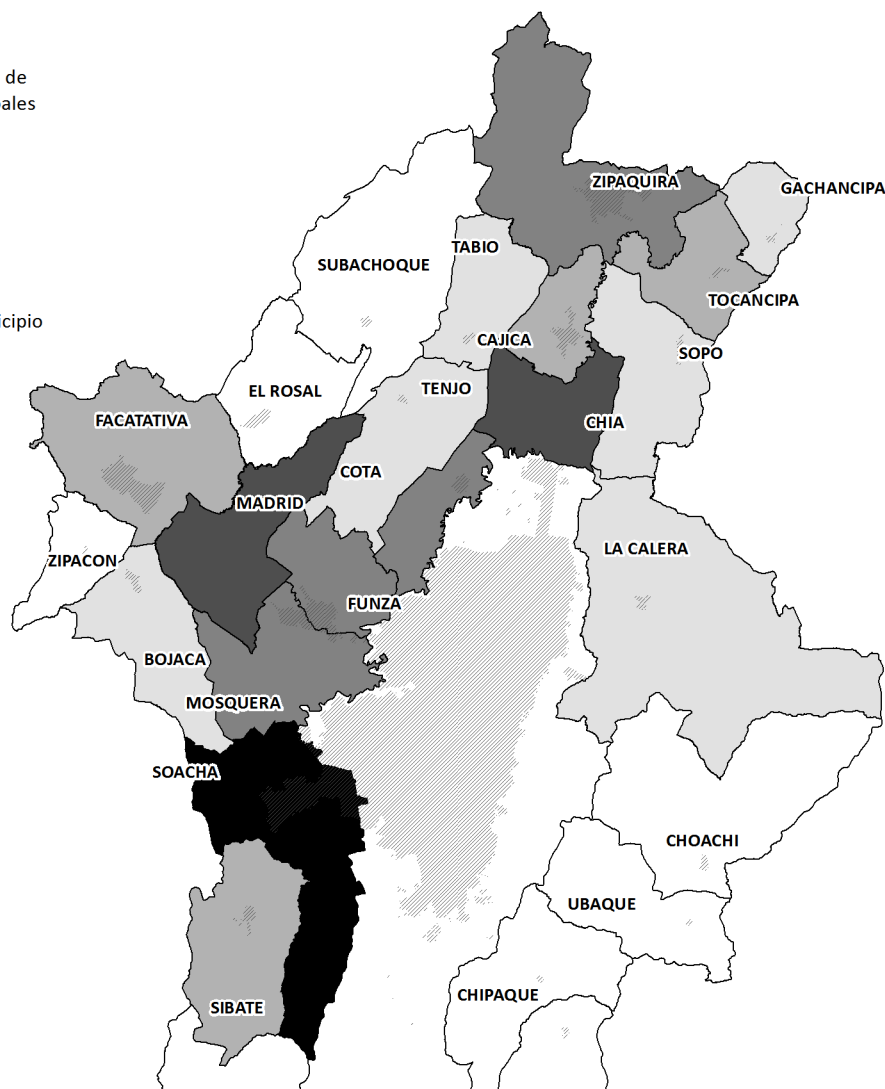 de
ales
ZIPAQUIRA
GACHANCIPA
TABIO
SUBACHOQUE
TOCANCIPA
icipio
CAJICA
SOPO
TENJO
EL ROSAL
FACATATIVA
CHIA
COTA
MADRID
LA CALERA
ZIPACON
FUNZA
BOJACA
MOSQUERA
SOACHA
CHOACHI
UBAQUE
CHIPAQUE
SIBATE